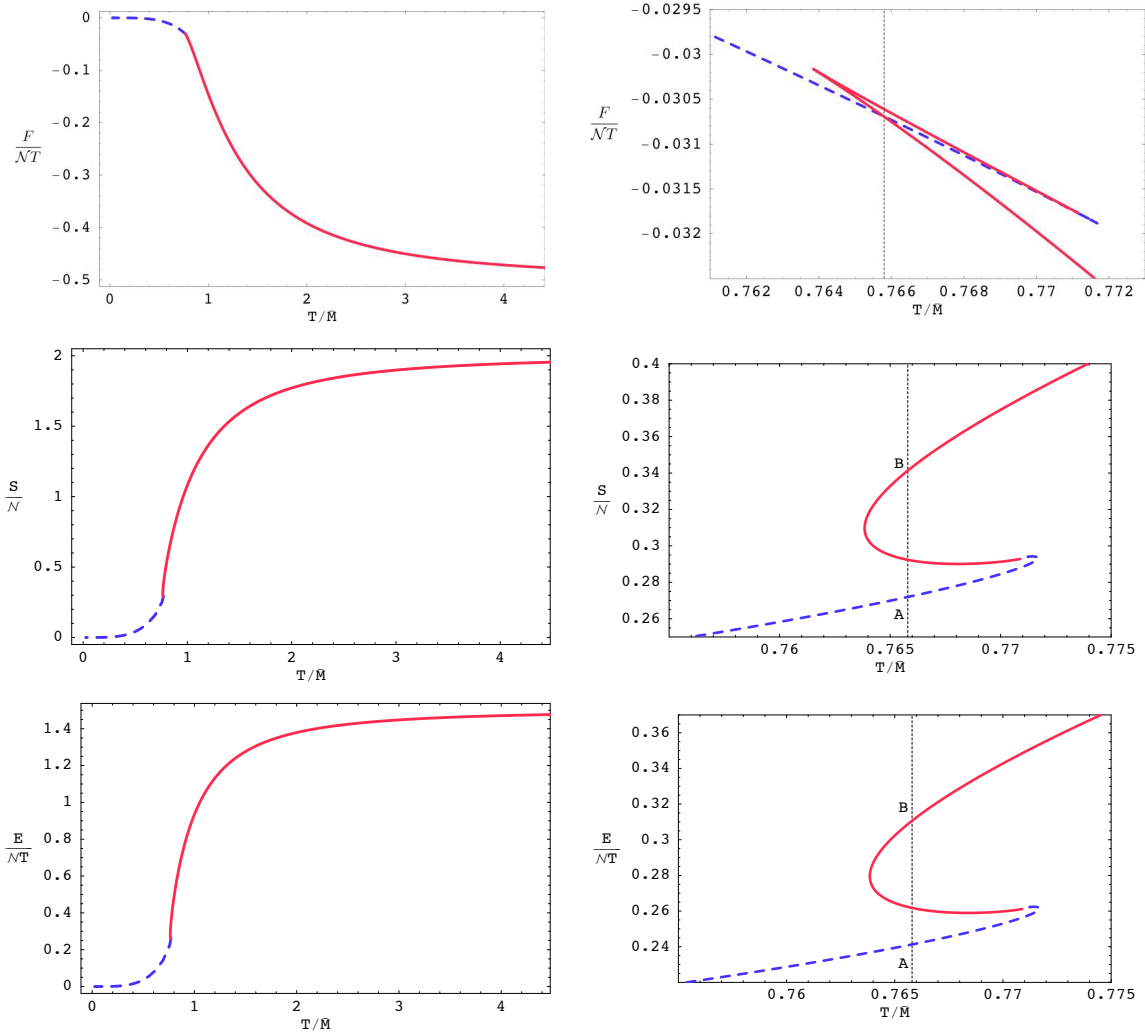 0
−0.1
−0.2
−0.3
−0.4
−0.5
F
𝒩T
0 1 2 3 4
T/M̄
−0.0295
−0.03
−0.0305
−0.031
−0.0315
−0.032
F
𝒩T
0.762 0.764 0.766 0.768 0.77 0.772
T/M̄
2
1.5
1
0.5
0
S
𝒩
0 1 2 3 4
T/M̄
0.4
0.38
0.36
0.34
0.32
0.3
0.28
0.26
S
𝒩
B
A
0.76 0.765 0.77 0.775
T/M̄
1.4
1.2
1
0.8
0.6
0.4
0.2
0
E
𝒩T
0 1 2 3 4
T/M̄
0.36
0.32
0.3
0.28
0.26
0.24
E
𝒩T
B
A
0.76 0.765 0.77 0.775
T/M̄